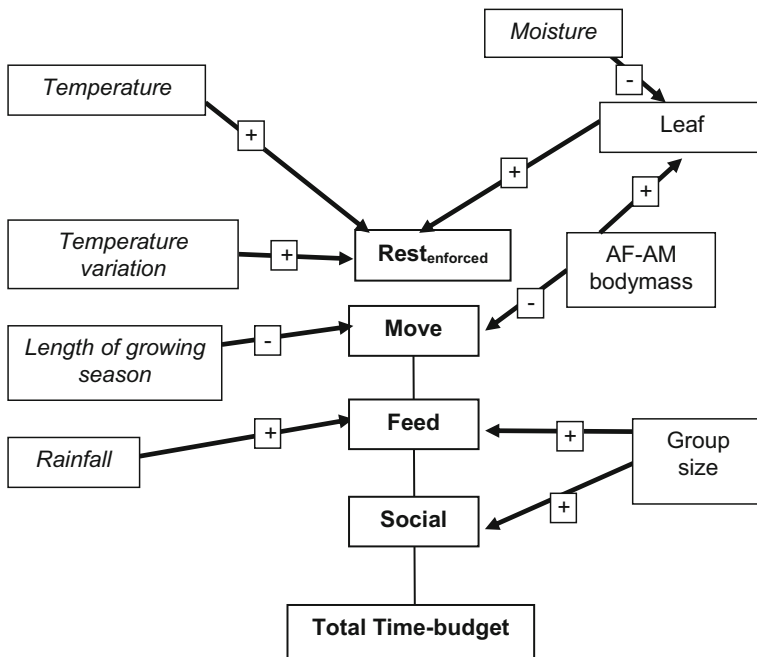 Moisture
-
Temperature
+
Leaf
+
+
Temperature
variation
+
Rest enforced
AF-AM
bodymass
-
Move
Length of growing
season
-
Feed
+
Rainfall
+
Group
size
Social
+
Total Time-budget